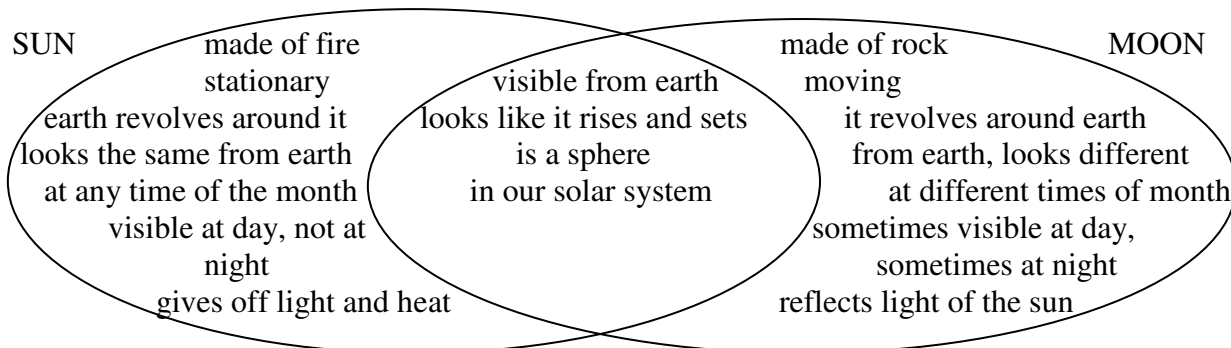 SUN made of fire made of rock MOON
stationary visible from earth moving
earth revolves around it looks like it rises and sets it revolves around earth
looks the same from earth is a sphere from earth, looks different
at any time of the month in our solar system at different times of month
visible at day, not at sometimes visible at day,
night sometimes at night
gives off light and heat reflects light of the sun